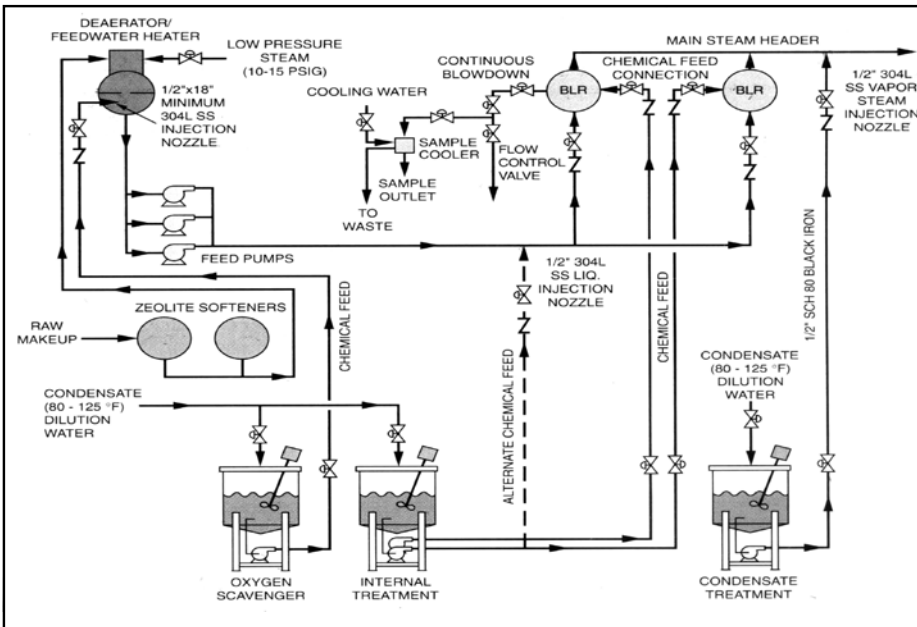 DEAERATOR/
FEEDWATER HEATER
LOW PRESSURE
STEAM
(10-15 PSIG)
1/2"x18"
MINIMUM
304L SS
INJECTION
NOZZLE
COOLING WATER
CONTINUOUS
BLOWDOWN
SAMPLE
COOLER
SAMPLE
OUTLET
TO
WASTE
FLOW
CONTROL
VALVE
BLR
CHEMICAL FEED
CONNECTION
BLR
MAIN STEAM HEADER
1/2" 304L
SS VAPOR
STEAM
INJECTION
NOZZLE
FEED PUMPS
1/2" 304L
SS LIQ.
INJECTION
NOZZLE
ZEOLITE SOFTENERS
RAW
MAKEUP
CHEMICAL FEED
ALTERNATE CHEMICAL FEED
CHEMICAL FEED
1/2" SCH 80 BLACK IRON
CONDENSATE
(80 - 125 °F)
DILUTION
WATER
CONDENSATE
(80 - 125 °F)
DILUTION
WATER
OXYGEN
SCAVENGER
INTERNAL
TREATMENT
CONDENSATE
TREATMENT